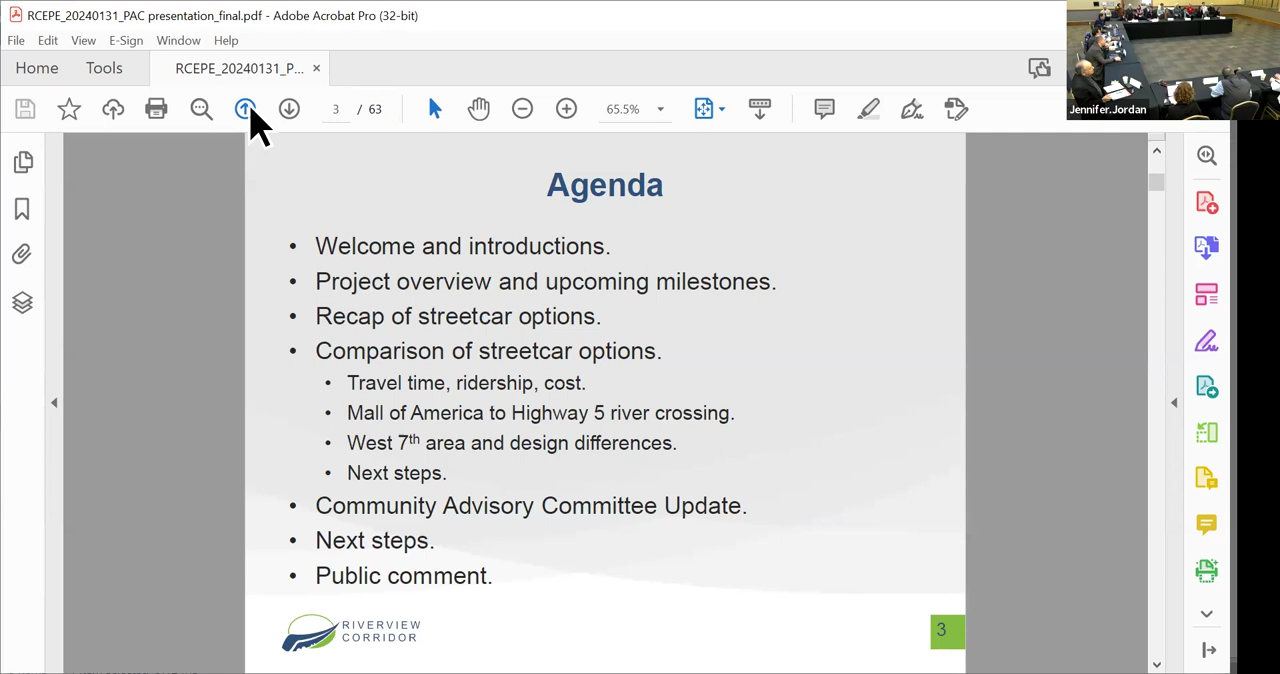 RCEPE_20240131_PAC presentation_final.pdf - Adobe Acrobat Pro (32-bit)
File Edit View E-Sign Window Help
Home Tools RCEPE_20240131_P... ×
3 / 63 65.5%
Jennifer.Jordan
Agenda
• Welcome and introductions.
• Project overview and upcoming milestones.
• Recap of streetcar options.
• Comparison of streetcar options.
• Travel time, ridership, cost.
• Mall of America to Highway 5 river crossing.
• West 7th area and design differences.
• Next steps.
• Community Advisory Committee Update.
• Next steps.
• Public comment.
RIVERVIEW
CORRIDOR
3